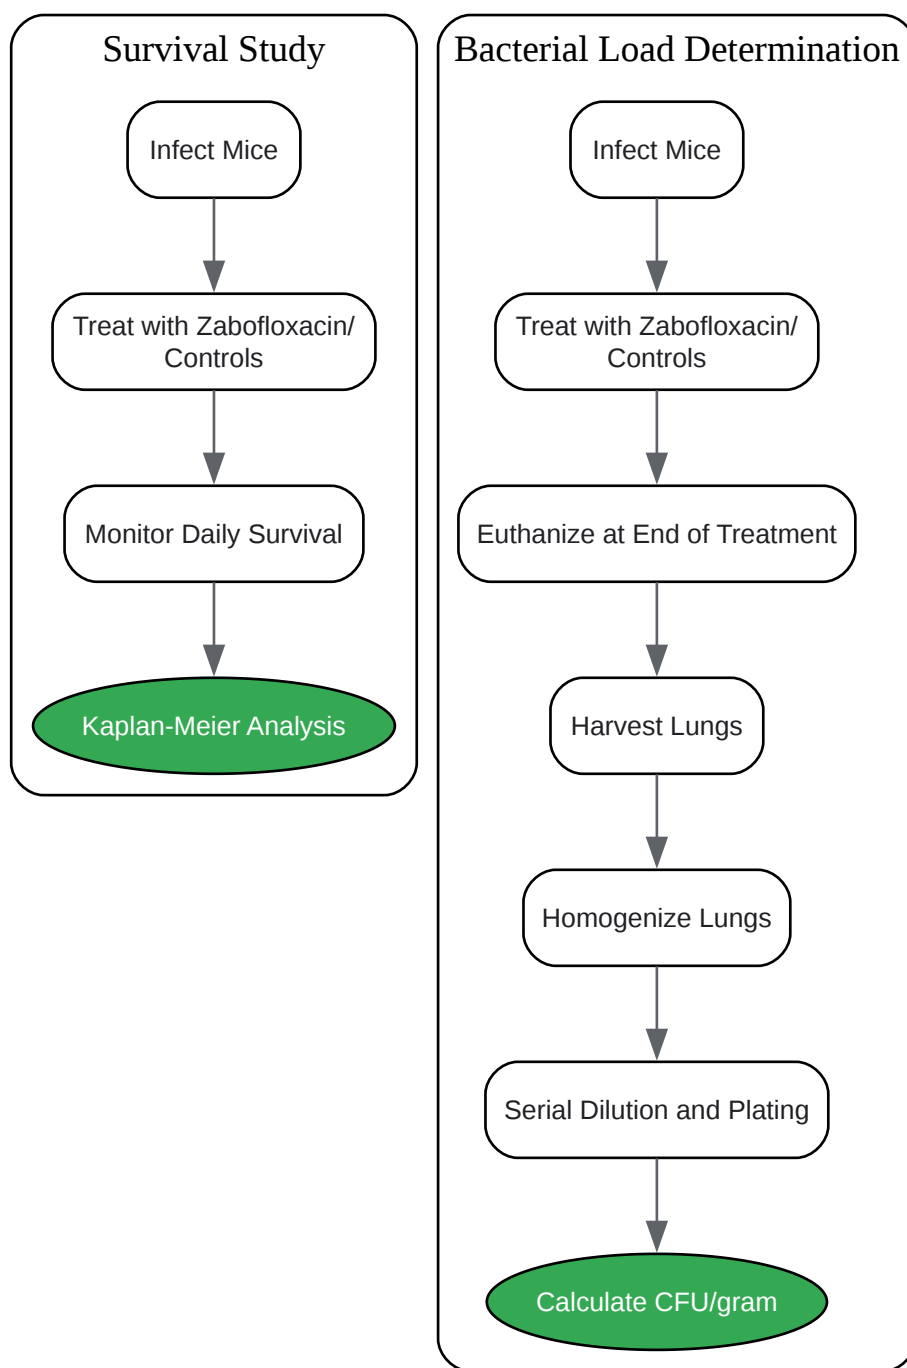 Survival Study
Infect Mice
Treat with Zabofloxacin/
Controls
Monitor Daily Survival
Kaplan-Meier Analysis
Bacterial Load Determination
Infect Mice
Treat with Zabofloxacin/
Controls
Euthanize at End of Treatment
Harvest Lungs
Homogenize Lungs
Serial Dilution and Plating
Calculate CFU/gram